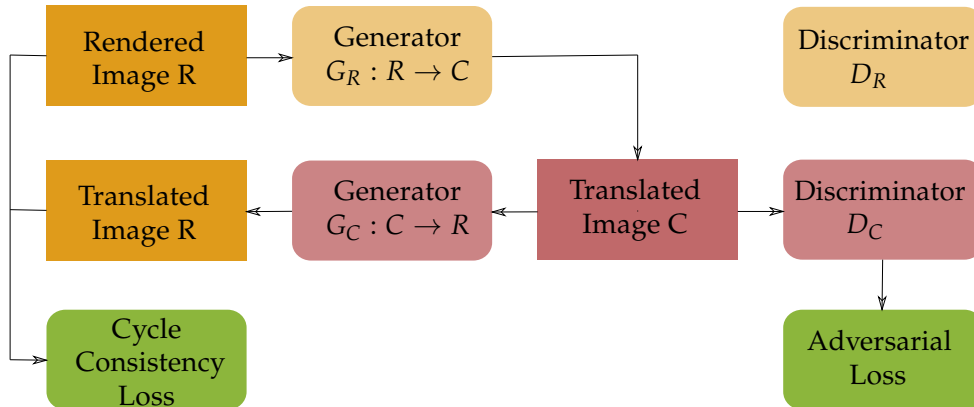 Rendered
Image R
Generator
G_R : R → C
Discriminator
D_R
Translated
Image R
Generator
G_C : C → R
Translated
Image C
Discriminator
D_C
Cycle
Consistency
Loss
Adversarial
Loss